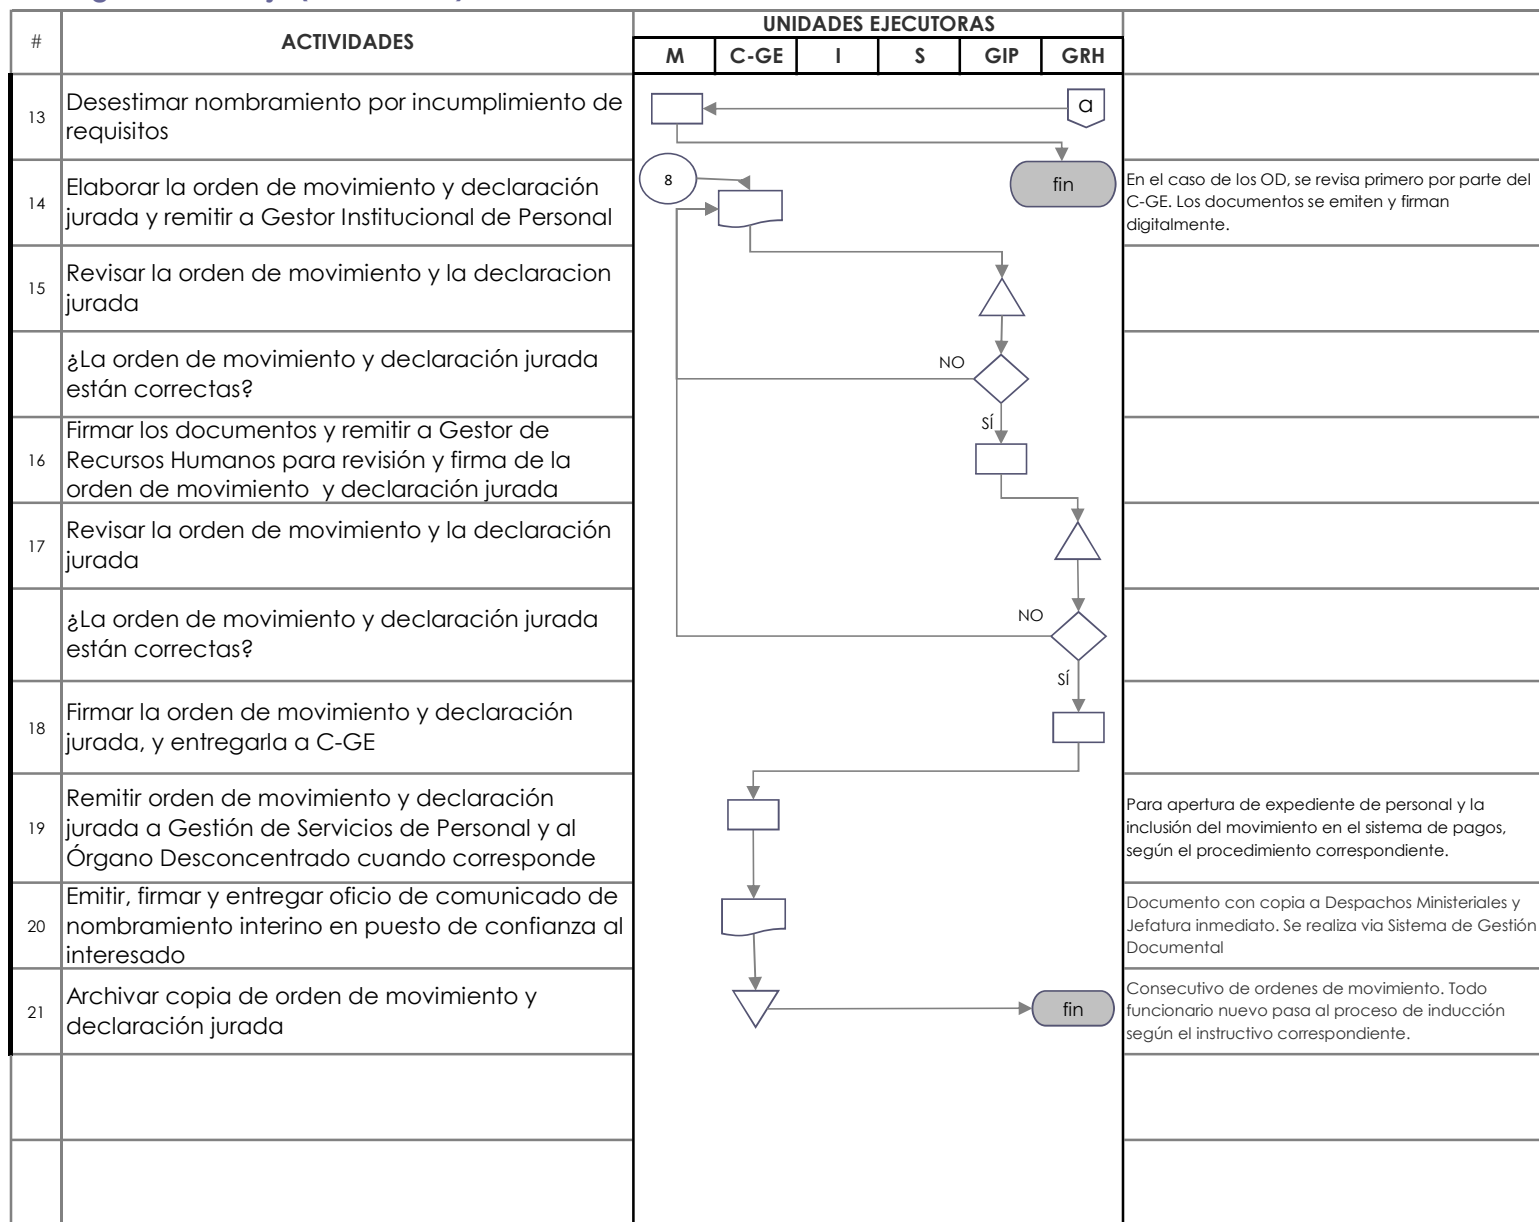 #
ACTIVIDADES
UNIDADES EJECUTORAS
M C-GE I S GIP GRH
13
Desestimar nombramiento por incumplimiento de
requisitos
a
14
Elaborar la orden de movimiento y declaración
jurada y remitir a Gestor Institucional de Personal
8
fin
En el caso de los OD, se revisa primero por parte del
C-GE. Los documentos se emiten y firman
digitalmente.
15
Revisar la orden de movimiento y la declaracion
jurada
¿La orden de movimiento y declaración jurada
están correctas?
NO
SÍ
16
Firmar los documentos y remitir a Gestor de
Recursos Humanos para revisión y firma de la
orden de movimiento y declaración jurada
17
Revisar la orden de movimiento y la declaración
jurada
¿La orden de movimiento y declaración jurada
están correctas?
NO
SÍ
18
Firmar la orden de movimiento y declaración
jurada, y entregarla a C-GE
19
Remitir orden de movimiento y declaración
jurada a Gestión de Servicios de Personal y al
Órgano Desconcentrado cuando corresponde
Para apertura de expediente de personal y la
inclusión del movimiento en el sistema de pagos,
según el procedimiento correspondiente.
20
Emitir, firmar y entregar oficio de comunicado de
nombramiento interino en puesto de confianza al
interesado
Documento con copia a Despachos Ministeriales y
Jefatura inmediato. Se realiza via Sistema de Gestión
Documental
21
Archivar copia de orden de movimiento y
declaración jurada
fin
Consecutivo de ordenes de movimiento. Todo
funcionario nuevo pasa al proceso de inducción
según el instructivo correspondiente.